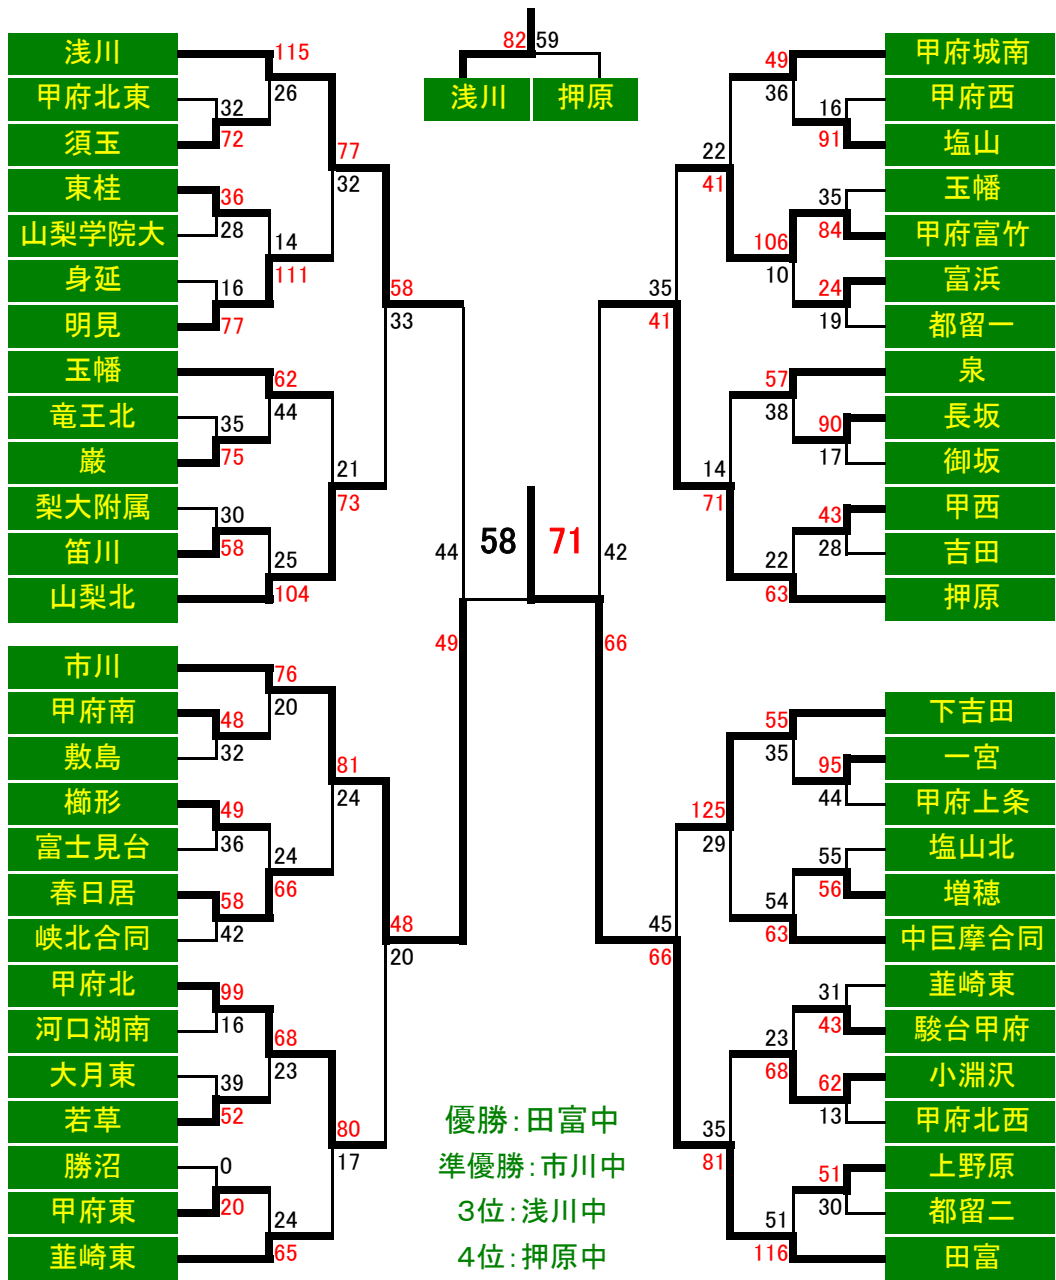 82 59
浅川 押原
浅川
甲府北東
須玉
東桂
山梨学院大
身延
明見
玉幡
竜王北
巌
梨大附属
笛川
山梨北
115
26
32
72
77
32
36
28
14
111
16
77
58
33
62
44
35
75
21
73
30
58
25
104
44
58 71
42
49
66
市川
甲府南
敷島
櫛形
富士見台
春日居
峡北合同
甲府北
河口湖南
大月東
若草
勝沼
甲府東
韮崎東
76
20
48
32
81
24
49
36
24
66
58
42
48
20
99
16
68
23
39
52
80
17
0
20
24
65
甲府城南
甲府西
塩山
玉幡
甲府富竹
富浜
都留一
泉
長坂
御坂
甲西
吉田
押原
49
36
16
91
22
41
35
84
106
10
24
19
35
41
57
38
90
17
14
71
43
28
22
63
下吉田
一宮
甲府上条
塩山北
増穂
中巨摩合同
韮崎東
駿台甲府
小淵沢
甲府北西
上野原
都留二
田富
55
35
95
44
125
29
55
56
54
63
45
66
31
43
23
68
62
13
35
81
51
30
51
116
優勝:田富中
準優勝:市川中
3位:浅川中
4位:押原中